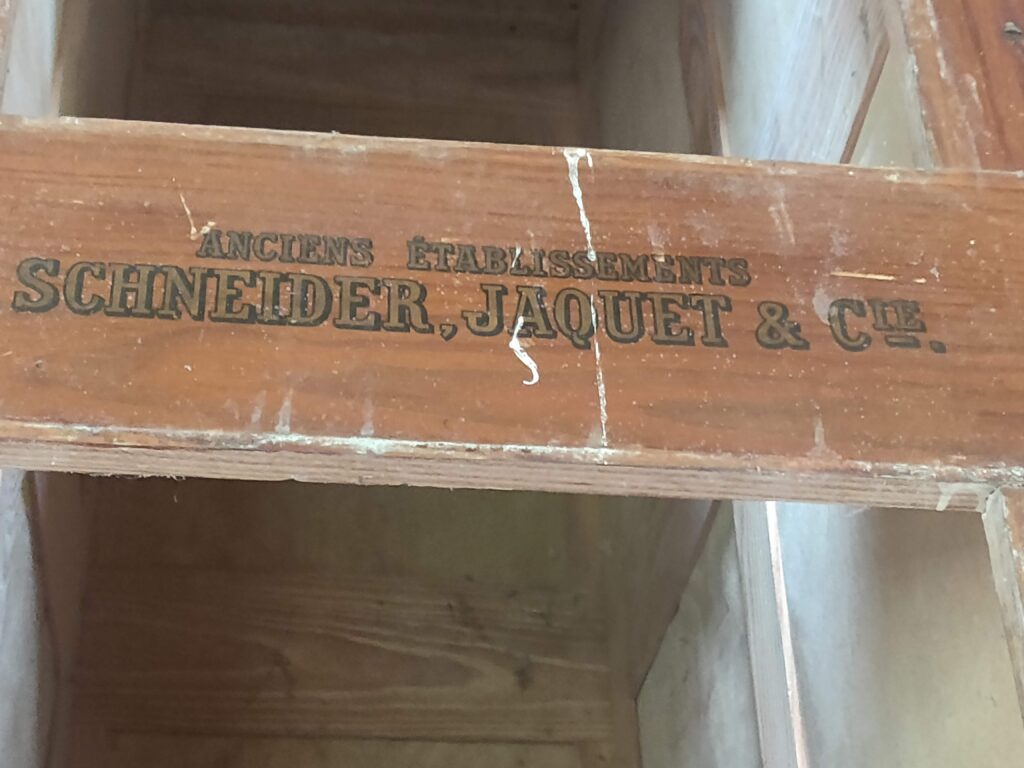 ANCIENS ÉTABLISSEMENTS
SCHNEIDER, JAQUET & CIE.